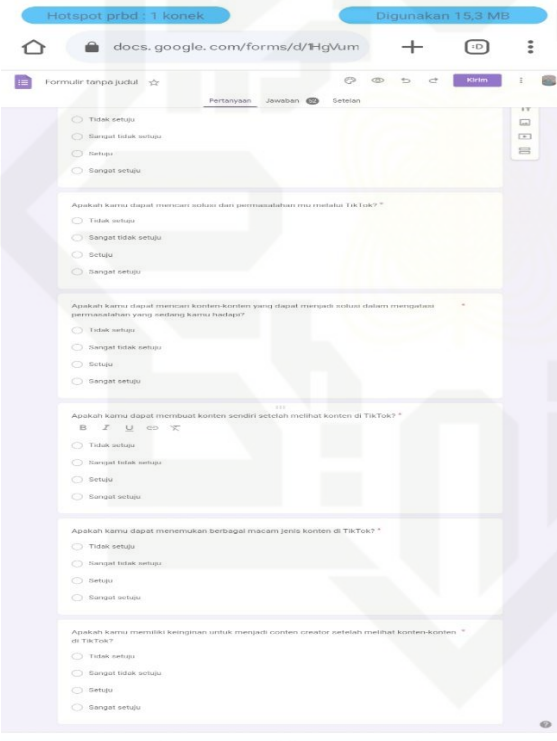 Hotspot prbd : 1 konek
Digunakan 15,3 MB
docs.google.com/forms/d/1HgVum
:D
Formulir tanpa judul
Kirim
Pertanyaan Jawaban 52 Setelan
Tidak setuju
Sangat tidak setuju
Setuju
Sangat setuju
Apakah kamu dapat mencari solusi dari permasalahan mu melalui TikTok? *
Tidak setuju
Sangat tidak setuju
Setuju
Sangat setuju
Apakah kamu dapat mencari konten-konten yang dapat menjadi solusi dalam mengatasi *
permasalahan yang sedang kamu hadapi?
Tidak setuju
Sangat tidak setuju
Setuju
Sangat setuju
Apakah kamu dapat membuat konten sendiri setelah melihat konten di TikTok? *
B I U
Tidak setuju
Sangat tidak setuju
Setuju
Sangat setuju
Apakah kamu dapat menemukan berbagai macam jenis konten di TikTok? *
Tidak setuju
Sangat tidak setuju
Setuju
Sangat setuju
Apakah kamu memiliki keinginan untuk menjadi conten creator setelah melihat konten-konten *
di TikTok?
Tidak setuju
Sangat tidak setuju
Setuju
Sangat setuju